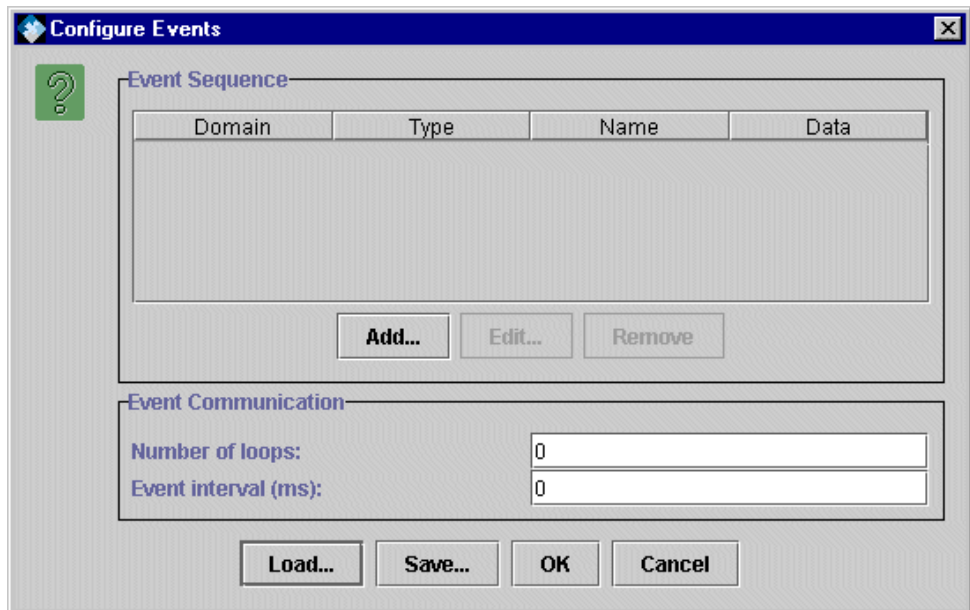 Configure Events
Event Sequence
Domain Type Name Data
Add... Edit... Remove
Event Communication
Number of loops: 0
Event interval (ms): 0
Load... Save... OK Cancel